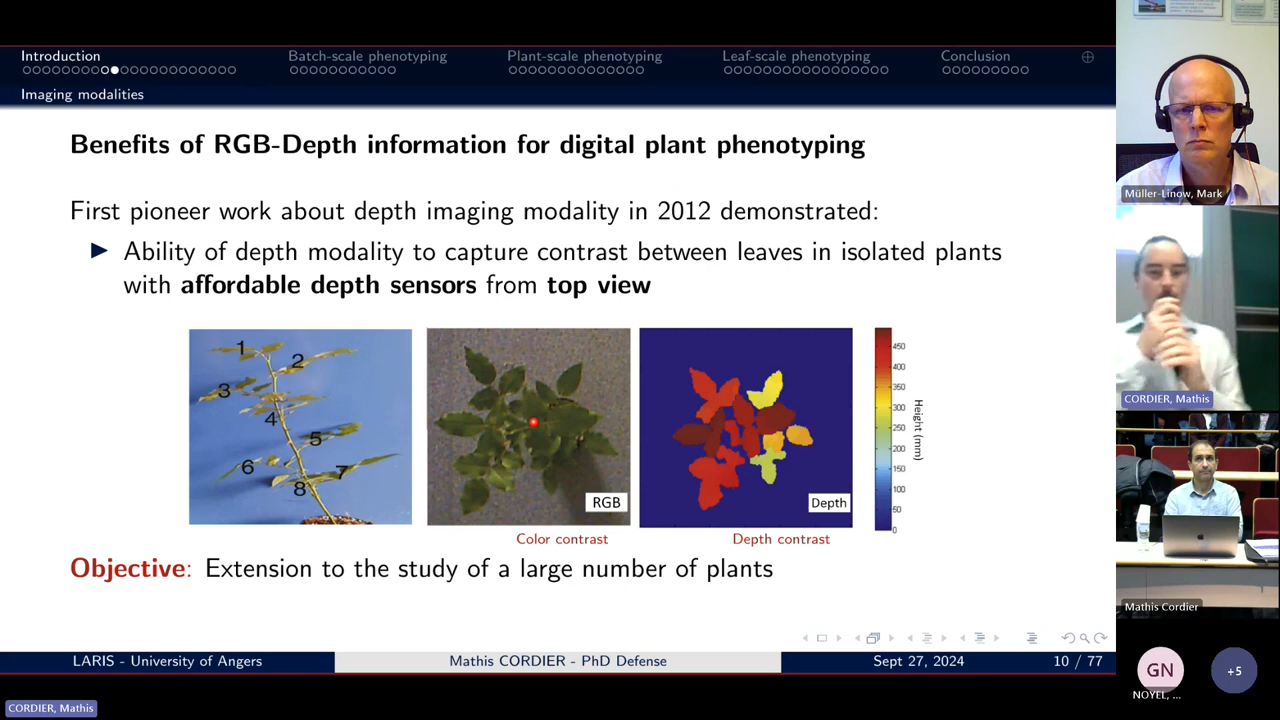 Introduction
Batch-scale phenotyping
Plant-scale phenotyping
Leaf-scale phenotyping
Conclusion
Imaging modalities
Benefits of RGB-Depth information for digital plant phenotyping
First pioneer work about depth imaging modality in 2012 demonstrated:
Ability of depth modality to capture contrast between leaves in isolated plants
with affordable depth sensors from top view
1
2
3
4
5
6
7
8
RGB
Depth
450
400
350
300
250
200
150
100
50
0
Height (mm)
Color contrast
Depth contrast
Objective: Extension to the study of a large number of plants
LARIS - University of Angers
Mathis CORDIER - PhD Defense
Sept 27, 2024
10 / 77
CORDIER, Mathis
Müller-Linow, Mark
CORDIER, Mathis
Mathis Cordier
GN
NOYEL, ...
+5